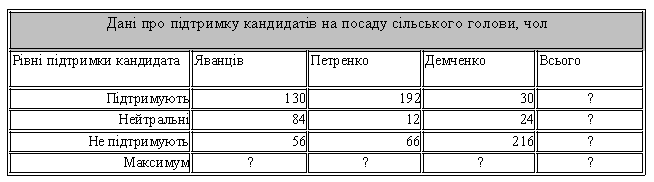 Дані про підтримку кандидатів на посаду сільського голови, чол
Рівні підтримки кандидата Яванців Петренко Демченко Всього
Підтримують 130 192 30 ?
Нейтральні 84 12 24 ?
Не підтримують 56 66 216 ?
Максимум ? ? ? ?